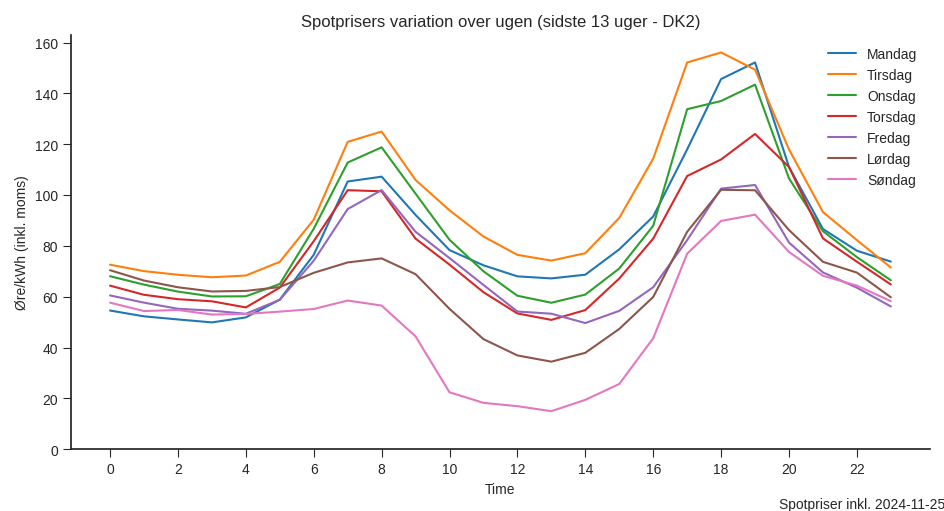 Spotprisers variation over ugen (sidste 13 uger - DK2)
160
140
120
100
80
60
40
20
0
Øre/kWh (inkl. moms)
Mandag
Tirsdag
Onsdag
Torsdag
Fredag
Lørdag
Søndag
0 2 4 6 8 10 12 14 16 18 20 22
Time
Spotpriser inkl. 2024-11-25